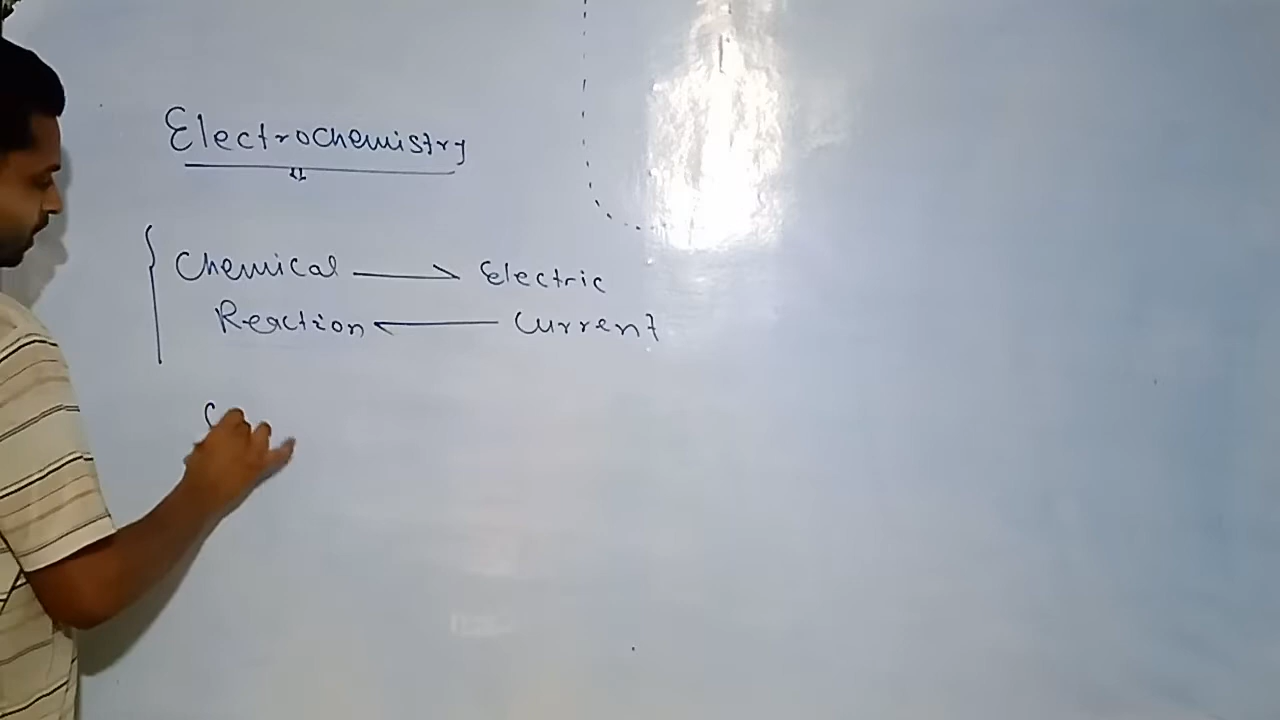 Electrochemistry
Chemical → Electric
Reaction ← Current
C